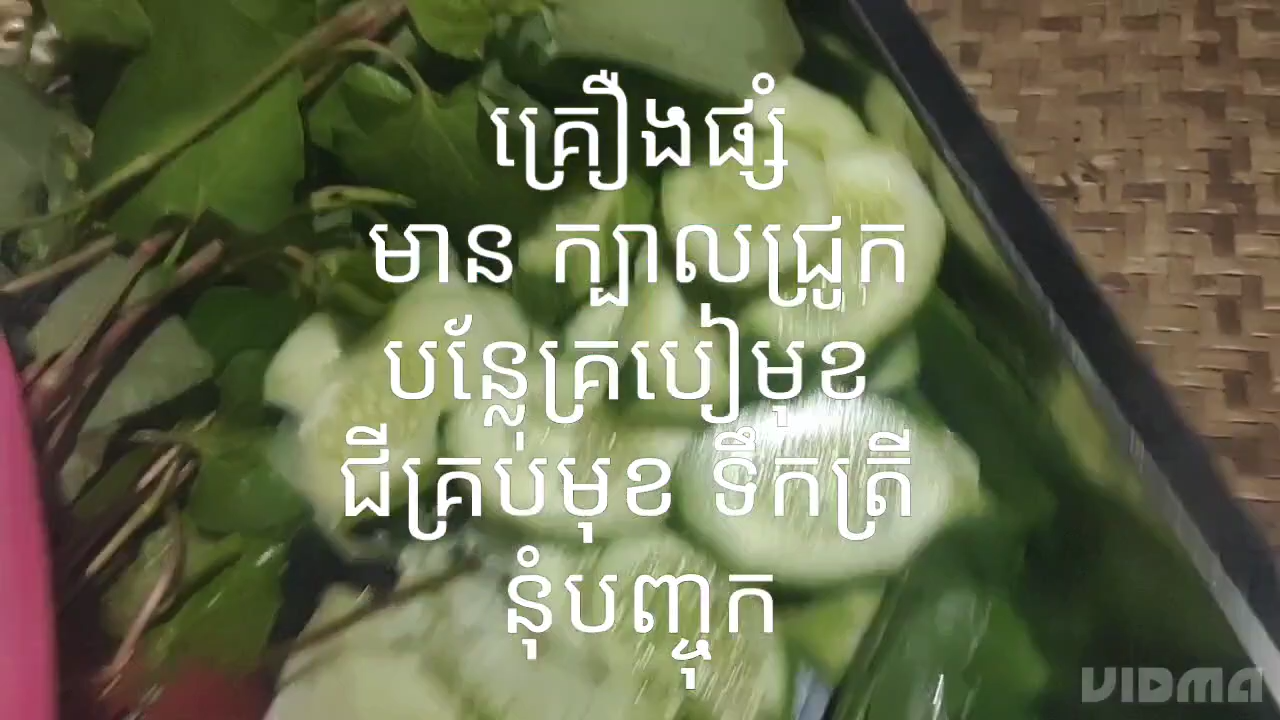 គ្រឿងផ្សំ
មាន ក្បាលជ្រូក
បន្លែគ្របៀមុខ
ជីគ្រប់មុខ ទឹកត្រី
នុំបញ្ចុក
VIDMA